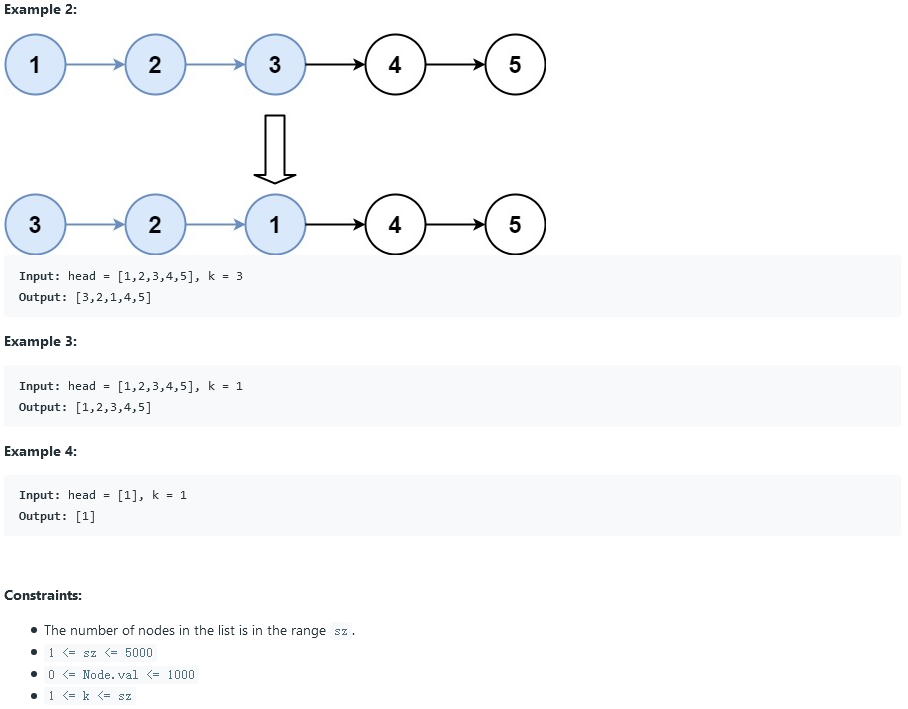 Example 2:
1 2 3 4 5
3 2 1 4 5
Input: head = [1,2,3,4,5], k = 3
Output: [3,2,1,4,5]
Example 3:
Input: head = [1,2,3,4,5], k = 1
Output: [1,2,3,4,5]
Example 4:
Input: head = [1], k = 1
Output: [1]
Constraints:
• The number of nodes in the list is in the range sz.
• 1 <= sz <= 5000
• 0 <= Node.val <= 1000
• 1 <= k <= sz